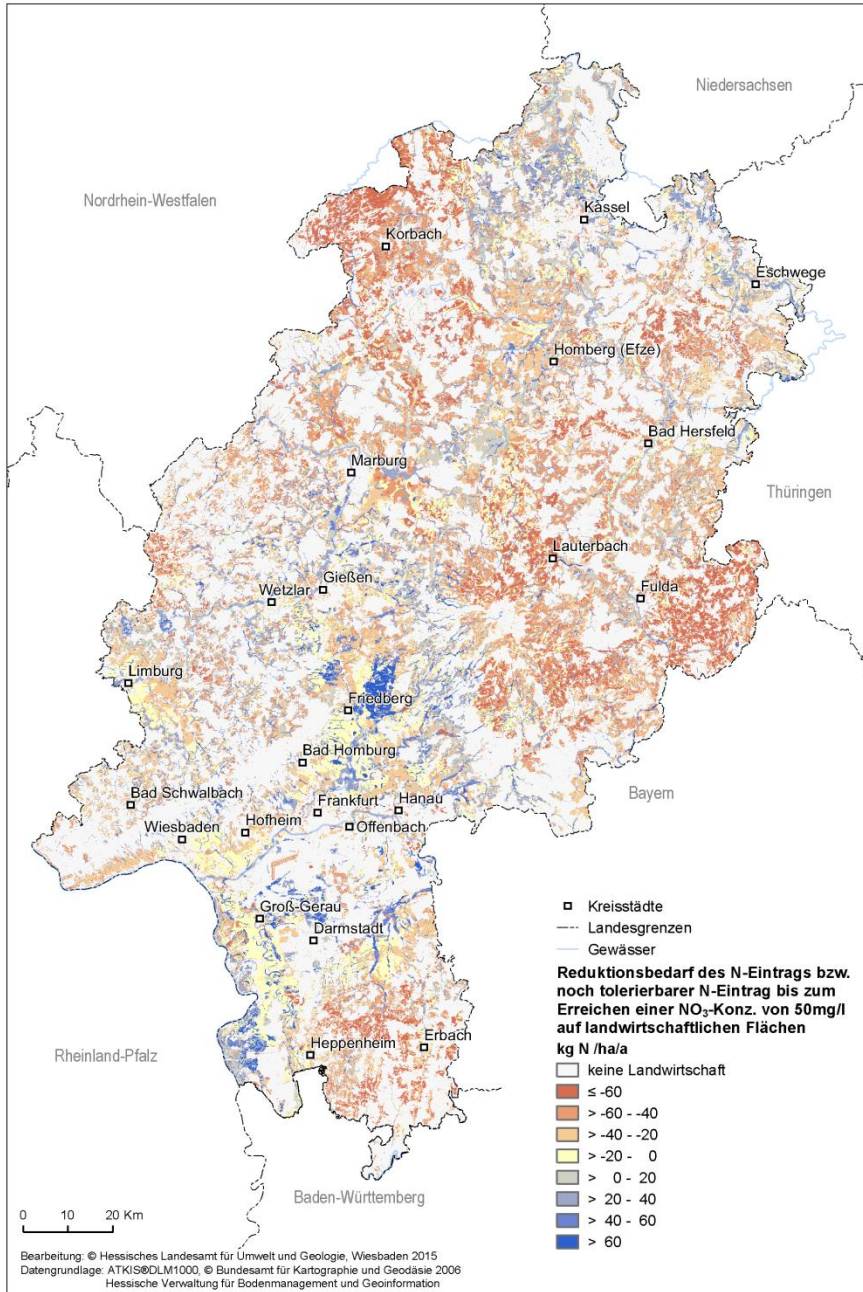 Niedersachsen
Nordrhein-Westfalen
Kassel
Korbach
Eschwege
Homberg (Efze)
Bad Hersfeld
Marburg
Thüringen
Lauterbach
Gießen
Fulda
Wetzlar
Limburg
Friedberg
Bad Homburg
Bad Schwalbach
Frankfurt
Hanau
Bayern
Hofheim
Wiesbaden
Offenbach
Groß-Gerau
Darmstadt
Erbach
Heppenheim
Rheinland-Pfalz
Baden-Württemberg
Kreisstädte
Landesgrenzen
Gewässer
Reduktionsbedarf des N-Eintrags bzw.
noch tolerierbarer N-Eintrag bis zum
Erreichen einer NO₃-Konz. von 50mg/l
auf landwirtschaftlichen Flächen
kg N /ha/a
keine Landwirtschaft
≤ -60
> -60 - -40
> -40 - -20
> -20 - 0
> 0 - 20
> 20 - 40
> 40 - 60
> 60
0 10 20 Km
Bearbeitung: © Hessisches Landesamt für Umwelt und Geologie, Wiesbaden 2015
Datengrundlage: ATKIS®DLM1000, © Bundesamt für Kartographie und Geodäsie 2006
Hessische Verwaltung für Bodenmanagement und Geoinformation